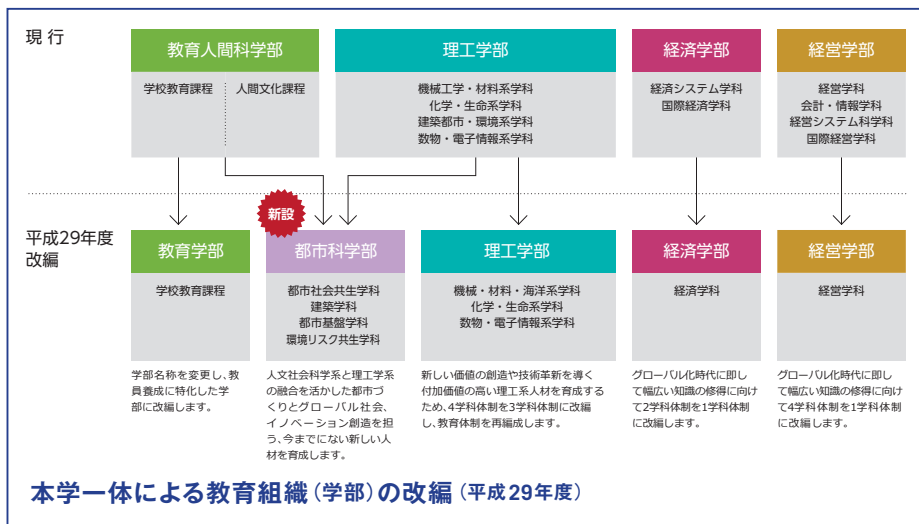 現行
教育人間科学部
理工学部
経済学部
経営学部
学校教育課程
人間文化課程
機械工学・材料系学科
化学・生命系学科
建築都市・環境系学科
数物・電子情報系学科
経済システム学科
国際経済学科
経営学科
会計・情報学科
経営システム科学科
国際経営学科
平成29年度
改編
新設
教育学部
都市科学部
理工学部
経済学部
経営学部
学校教育課程
都市社会共生学科
建築学科
都市基盤学科
環境リスク共生学科
機械・材料・海洋系学科
化学・生命系学科
数物・電子情報系学科
経済学科
経営学科
学部名称を変更し、教
員養成に特化した学
部に改編します。
人文社会科学系と理工学系
の融合を活かした都市づ
くりとグローバル社会、
イノベーション創造を担
う、今までにない新しい人
材を育成します。
新しい価値の創造や技術革新を導く
付加価値の高い理工系人材を育成する
ため、4学科体制を3学科体制に改編
し、教育体制を再編成します。
グローバル化時代に即し
て幅広い知識の修得に向け
て2学科体制を1学科体制
に改編します。
グローバル化時代に即し
て幅広い知識の修得に向け
て4学科体制を1学科体制
に改編します。
本学一体による教育組織(学部)の改編(平成29年度)